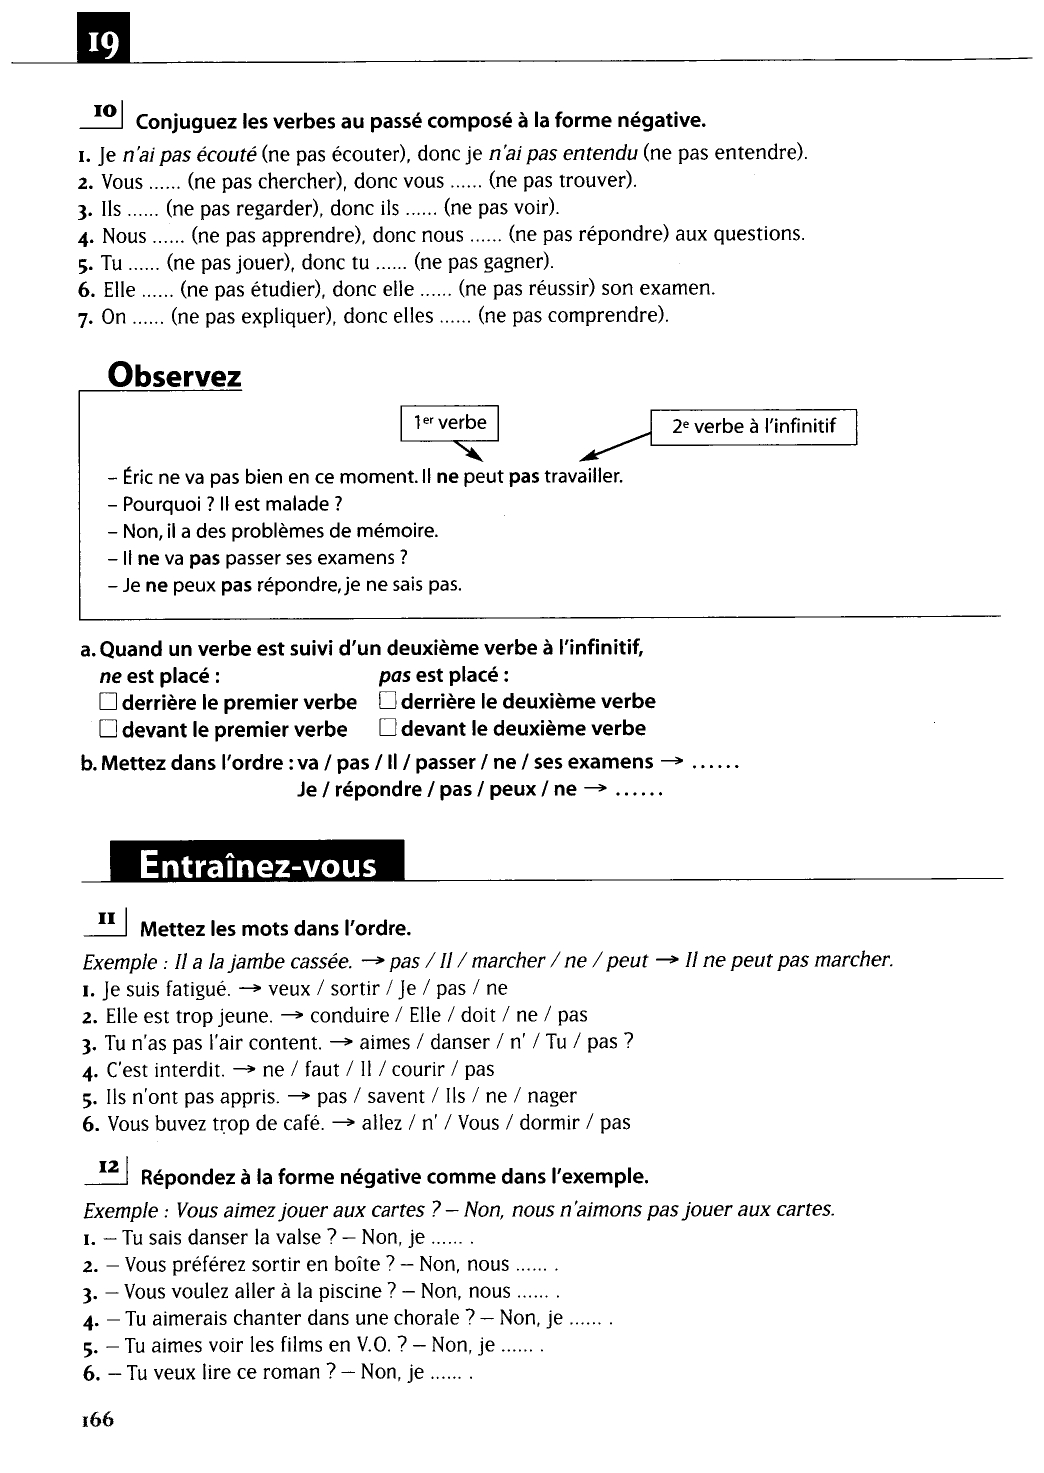 19
10 Conjuguez les verbes au passé composé à la forme négative.
1. Je n'ai pas écouté (ne pas écouter), donc je n'ai pas entendu (ne pas entendre).
2. Vous ...... (ne pas chercher), donc vous ...... (ne pas trouver).
3. Ils ...... (ne pas regarder), donc ils ...... (ne pas voir).
4. Nous ...... (ne pas apprendre), donc nous ...... (ne pas répondre) aux questions.
5. Tu ...... (ne pas jouer), donc tu ...... (ne pas gagner).
6. Elle ...... (ne pas étudier), donc elle ...... (ne pas réussir) son examen.
7. On ...... (ne pas expliquer), donc elles ...... (ne pas comprendre).
Observez
1er verbe
2e verbe à l'infinitif
– Éric ne va pas bien en ce moment. Il ne peut pas travailler.
– Pourquoi ? Il est malade ?
– Non, il a des problèmes de mémoire.
– Il ne va pas passer ses examens ?
– Je ne peux pas répondre, je ne sais pas.
a. Quand un verbe est suivi d'un deuxième verbe à l'infinitif,
ne est placé : pas est placé :
☐ derrière le premier verbe ☐ derrière le deuxième verbe
☐ devant le premier verbe ☐ devant le deuxième verbe
b. Mettez dans l'ordre : va / pas / Il / passer / ne / ses examens → ......
Je / répondre / pas / peux / ne → ......
Entraînez-vous
11 Mettez les mots dans l'ordre.
Exemple : Il a la jambe cassée. → pas / Il / marcher / ne / peut → Il ne peut pas marcher.
1. Je suis fatigué. → veux / sortir / Je / pas / ne
2. Elle est trop jeune. → conduire / Elle / doit / ne / pas
3. Tu n'as pas l'air content. → aimes / danser / n' / Tu / pas ?
4. C'est interdit. → ne / faut / Il / courir / pas
5. Ils n'ont pas appris. → pas / savent / Ils / ne / nager
6. Vous buvez trop de café. → allez / n' / Vous / dormir / pas
12 Répondez à la forme négative comme dans l'exemple.
Exemple : Vous aimez jouer aux cartes ? – Non, nous n'aimons pas jouer aux cartes.
1. – Tu sais danser la valse ? – Non, je ...... .
2. – Vous préférez sortir en boîte ? – Non, nous ...... .
3. – Vous voulez aller à la piscine ? – Non, nous ...... .
4. – Tu aimerais chanter dans une chorale ? – Non, je ...... .
5. – Tu aimes voir les films en V.O. ? – Non, je ...... .
6. – Tu veux lire ce roman ? – Non, je ...... .
166